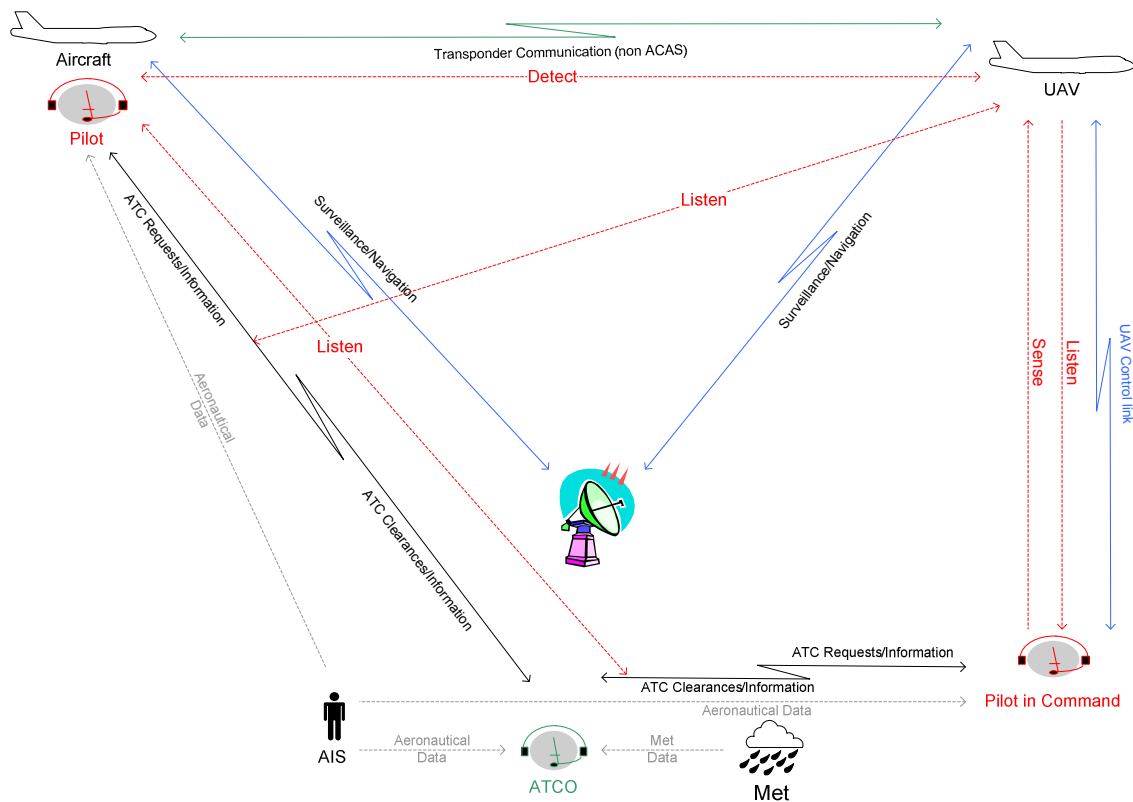 Transponder Communication (non ACAS)
Aircraft
Detect
UAV
Pilot
Listen
ATC Requests/Information
Surveillance/Navigation
Surveillance/Navigation
Listen
Sense
Listen
UAV Control link
Aeronautical
Data
ATC Clearances/Information
ATC Requests/Information
ATC Clearances/Information
Pilot in Command
Aeronautical Data
AIS
Aeronautical
Data
Met
Data
ATCO
Met